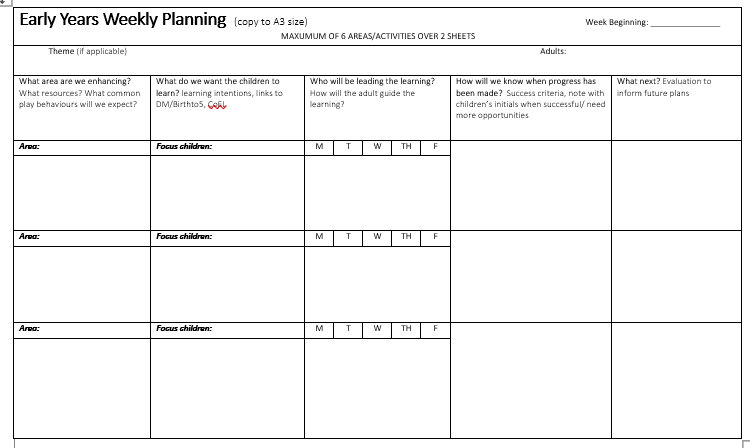 Early Years Weekly Planning (copy to A3 size) Week Beginning: _______________
MAXUMUM OF 6 AREAS/ACTIVITIES OVER 2 SHEETS
Theme (if applicable) Adults:
What area are we enhancing?
What resources? What common
play behaviours will we expect?
What do we want the children to
learn? learning intentions, links to
DM/Birthto5, CoEL
Who will be leading the learning?
How will the adult guide the
learning?
How will we know when progress has
been made? Success criteria, note with
children's initials when successful/ need
more opportunities
What next? Evaluation to
inform future plans
Area: Focus children: M T W TH F
Area: Focus children: M T W TH F
Area: Focus children: M T W TH F